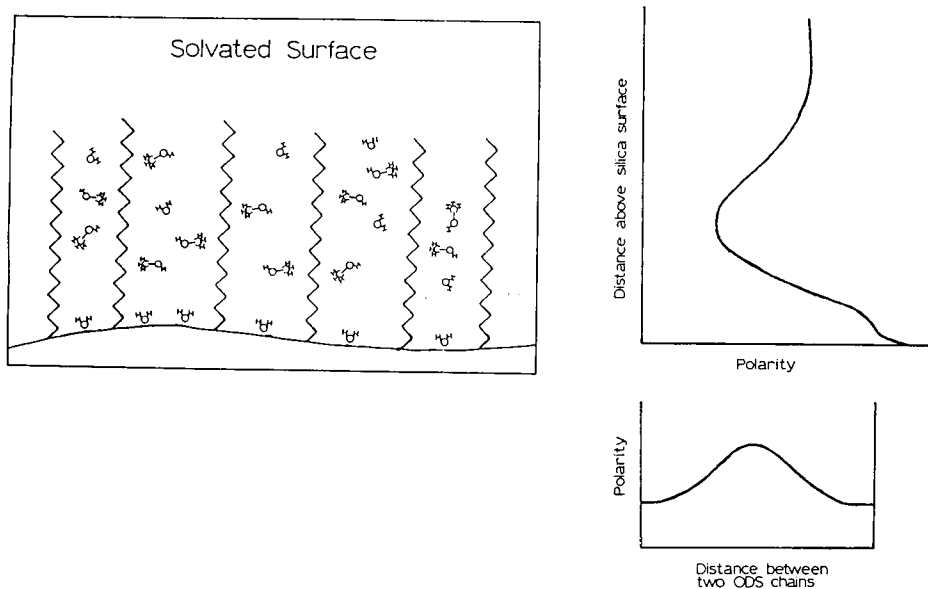 Solvated Surface
Distance above silica surface
Polarity
Polarity
Distance between
two ODS chains